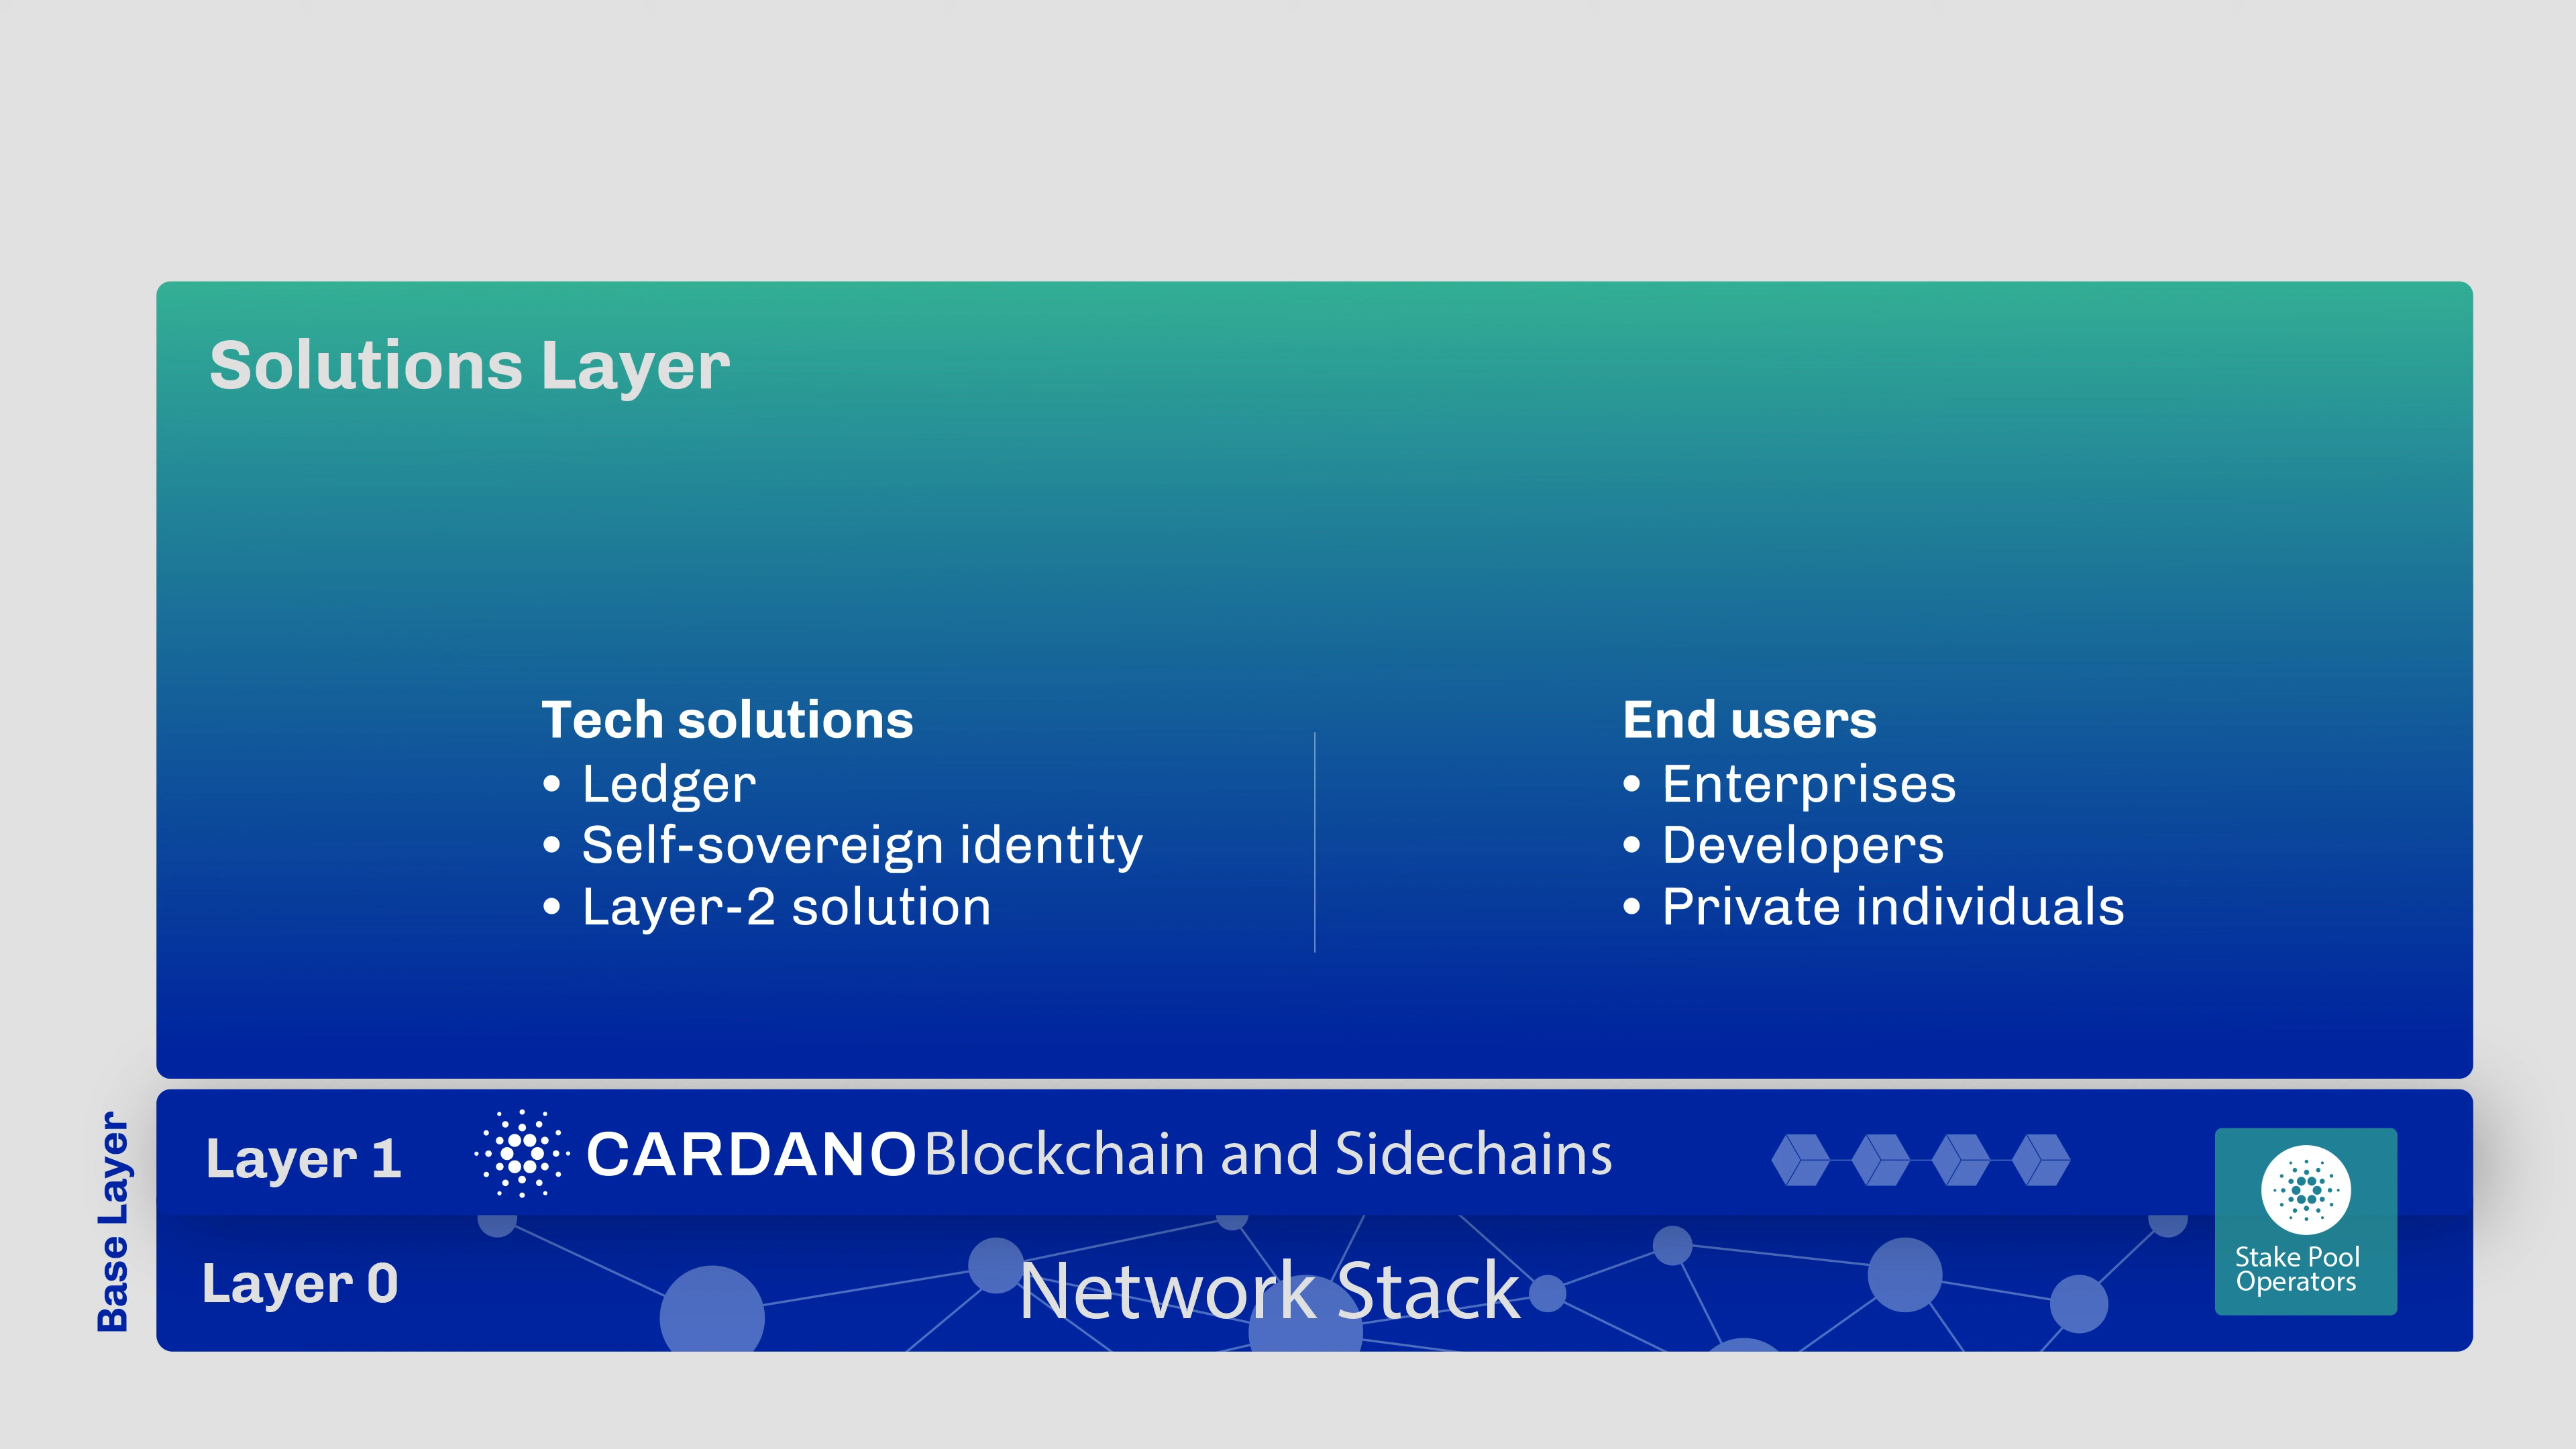 Solutions Layer
Tech solutions
• Ledger
• Self-sovereign identity
• Layer-2 solution
End users
• Enterprises
• Developers
• Private individuals
Base Layer
Layer 1
CARDANO Blockchain and Sidechains
Layer 0
Network Stack
Stake Pool
Operators